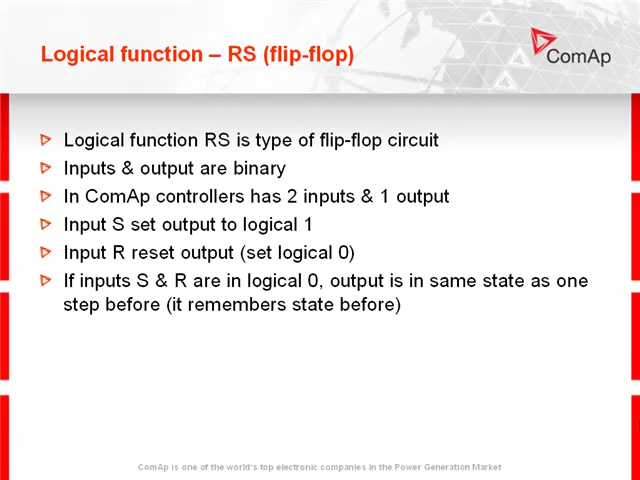 Logical function – RS (flip-flop)
ComAp
Logical function RS is type of flip-flop circuit
Inputs & output are binary
In ComAp controllers has 2 inputs & 1 output
Input S set output to logical 1
Input R reset output (set logical 0)
If inputs S & R are in logical 0, output is in same state as one
step before (it remembers state before)
ComAp is one of the world's top electronic companies in the Power Generation Market